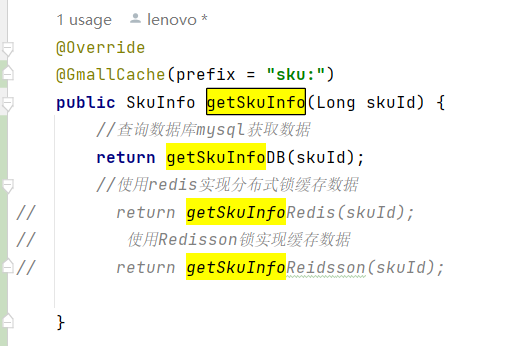 1 usage lenovo *
@Override
@GmallCache(prefix = "sku:")
public SkuInfo getSkuInfo(Long skuId) {
//查询数据库mysql获取数据
return getSkuInfoDB(skuId);
//使用redis实现分布式锁缓存数据
// return getSkuInfoRedis(skuId);
// 使用Redisson锁实现缓存数据
// return getSkuInfoReidsson(skuId);
}